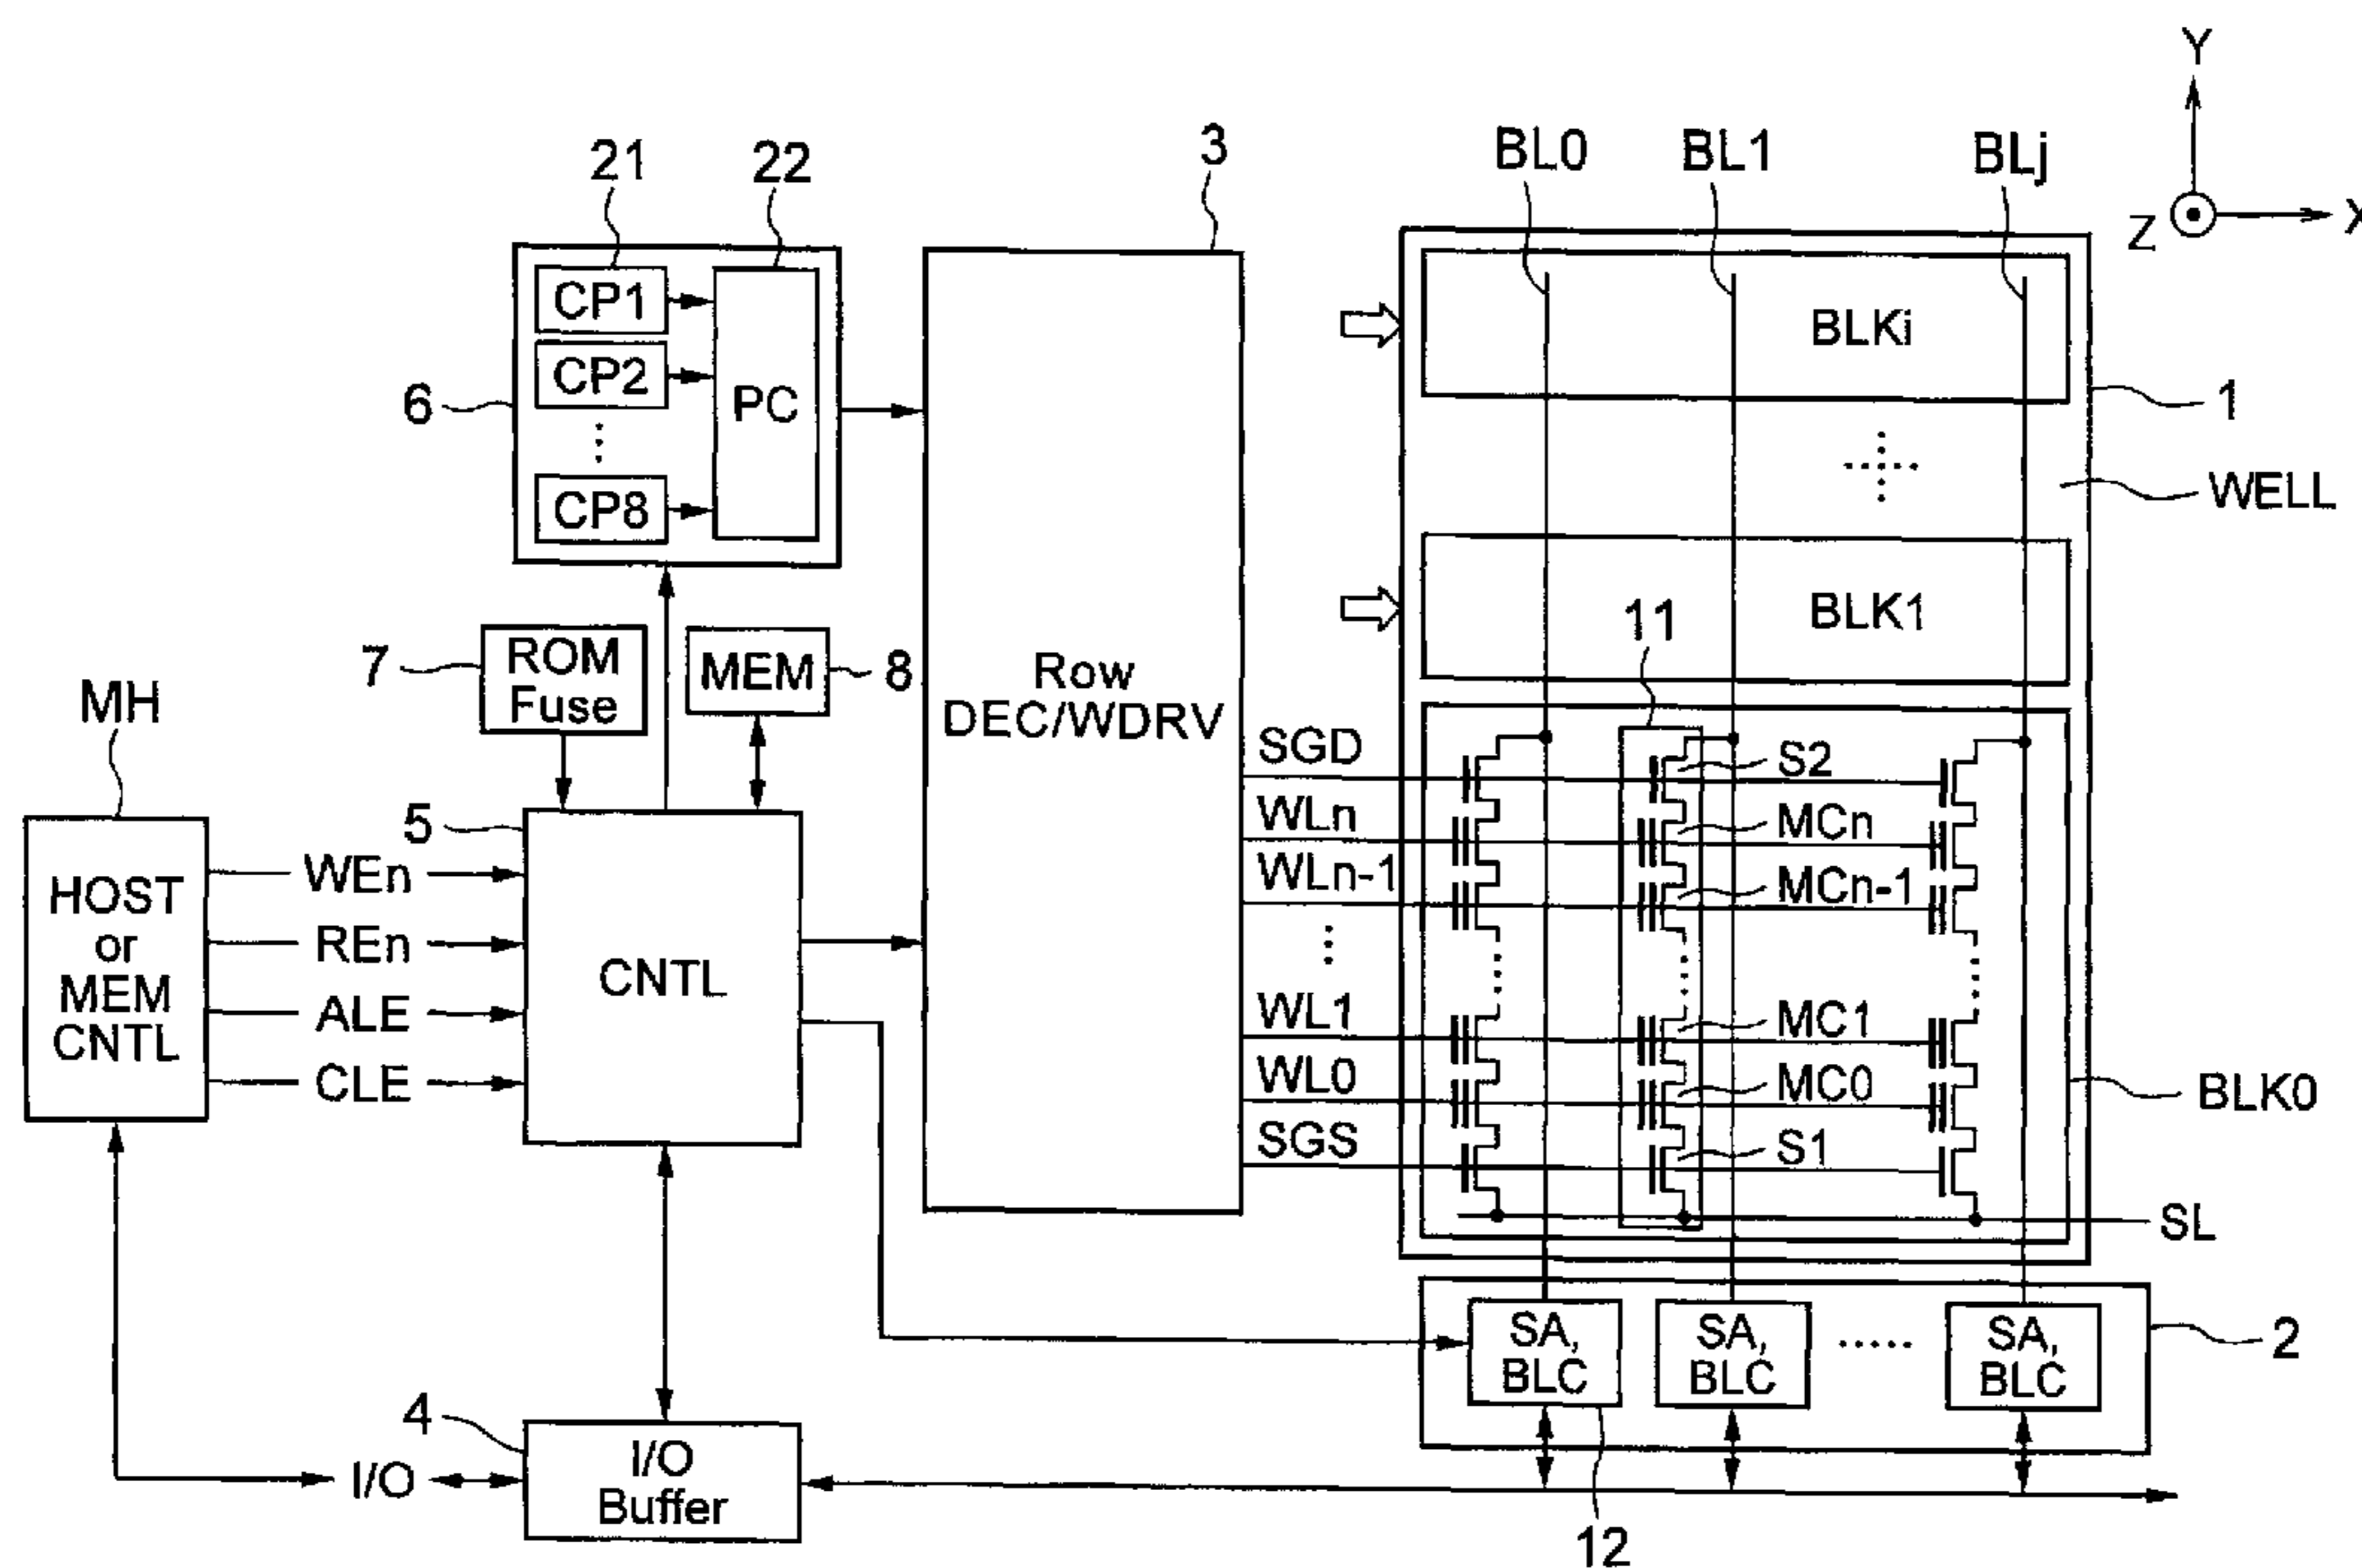 Y
X
Z
21
22
3
BL0
BL1
BLj
CP1
CP2
CP8
PC
6
BLKi
1
WELL
BLK1
11
7
ROM
Fuse
MEM
8
Row
DEC/WDRV
MH
HOST
or
MEM
CNTL
WEn
REn
ALE
CLE
5
CNTL
SGD
WLn
WLn-1
WL1
WL0
SGS
S2
MCn
MCn-1
MC1
MC0
S1
BLK0
SL
SA,
BLC
SA,
BLC
SA,
BLC
2
12
4
I/O
I/O
Buffer